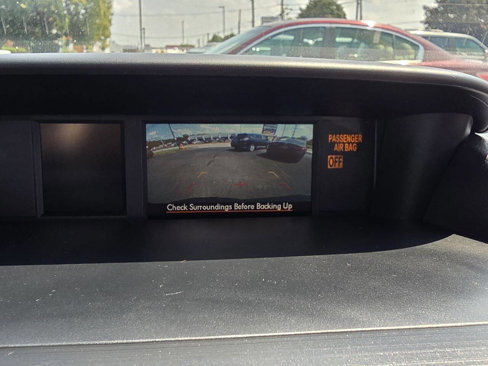 Check Surroundings Before Backing Up
PASSENGER
AIR BAG
OFF